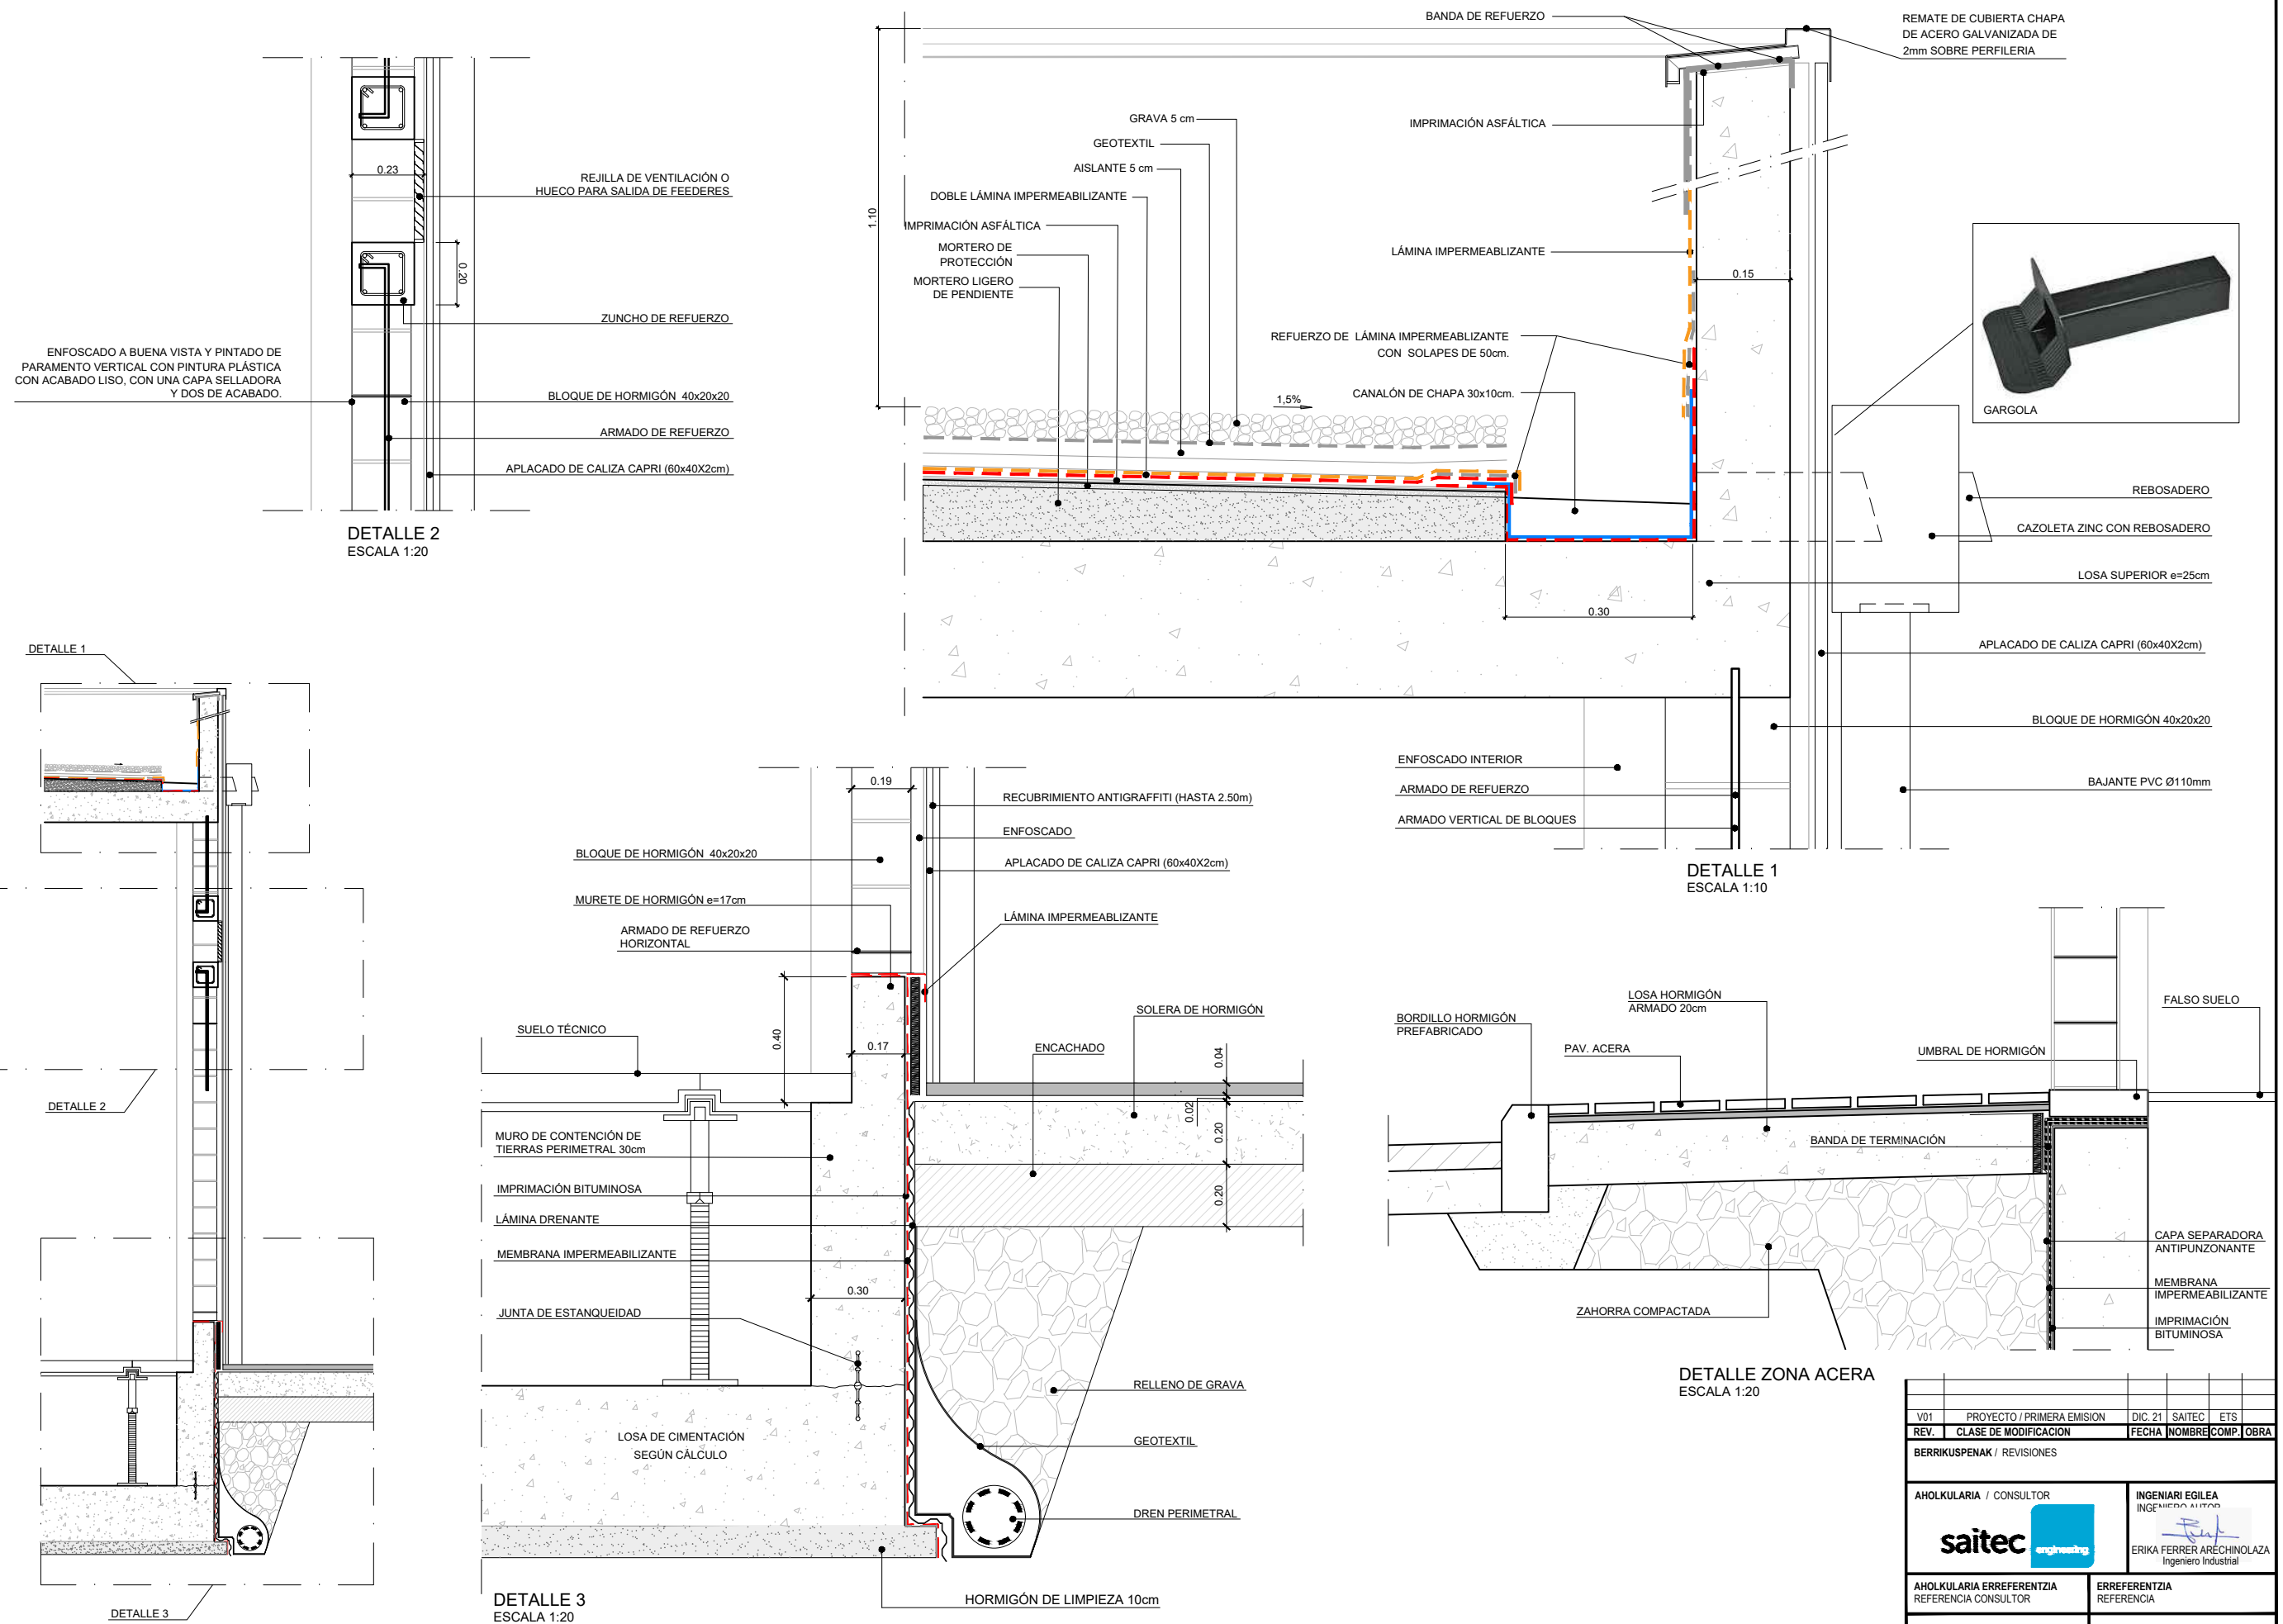 0.23
REJILLA DE VENTILACIÓN O
HUECO PARA SALIDA DE FEEDERES
0.20
ZUNCHO DE REFUERZO
ENFOSCADO A BUENA VISTA Y PINTADO DE
PARAMENTO VERTICAL CON PINTURA PLÁSTICA
CON ACABADO LISO, CON UNA CAPA SELLADORA
Y DOS DE ACABADO.
BLOQUE DE HORMIGÓN 40x20x20
ARMADO DE REFUERZO
APLACADO DE CALIZA CAPRI (60x40X2cm)
DETALLE 2
ESCALA 1:20
BANDA DE REFUERZO
REMATE DE CUBIERTA CHAPA
DE ACERO GALVANIZADA DE
2mm SOBRE PERFILERIA
GRAVA 5 cm
GEOTEXTIL
AISLANTE 5 cm
DOBLE LÁMINA IMPERMEABILIZANTE
IMPRIMACIÓN ASFÁLTICA
MORTERO DE
PROTECCIÓN
MORTERO LIGERO
DE PENDIENTE
1.10
IMPRIMACIÓN ASFÁLTICA
LÁMINA IMPERMEABLIZANTE
0.15
REFUERZO DE LÁMINA IMPERMEABLIZANTE
CON SOLAPES DE 50cm.
CANALÓN DE CHAPA 30x10cm.
1,5%
GARGOLA
REBOSADERO
CAZOLETA ZINC CON REBOSADERO
LOSA SUPERIOR e=25cm
0.30
APLACADO DE CALIZA CAPRI (60x40X2cm)
BLOQUE DE HORMIGÓN 40x20x20
ENFOSCADO INTERIOR
ARMADO DE REFUERZO
ARMADO VERTICAL DE BLOQUES
BAJANTE PVC Ø110mm
DETALLE 1
ESCALA 1:10
DETALLE 1
DETALLE 2
DETALLE 3
0.19
RECUBRIMIENTO ANTIGRAFFITI (HASTA 2.50m)
ENFOSCADO
BLOQUE DE HORMIGÓN 40x20x20
APLACADO DE CALIZA CAPRI (60x40X2cm)
MURETE DE HORMIGÓN e=17cm
LÁMINA IMPERMEABLIZANTE
ARMADO DE REFUERZO
HORIZONTAL
0.40
0.17
SUELO TÉCNICO
SOLERA DE HORMIGÓN
ENCACHADO
0.04
0.02
0.20
0.20
MURO DE CONTENCIÓN DE
TIERRAS PERIMETRAL 30cm
IMPRIMACIÓN BITUMINOSA
LÁMINA DRENANTE
MEMBRANA IMPERMEABILIZANTE
0.30
JUNTA DE ESTANQUEIDAD
RELLENO DE GRAVA
LOSA DE CIMENTACIÓN
SEGÚN CÁLCULO
GEOTEXTIL
DREN PERIMETRAL
HORMIGÓN DE LIMPIEZA 10cm
DETALLE 3
ESCALA 1:20
BORDILLO HORMIGÓN
PREFABRICADO
LOSA HORMIGÓN
ARMADO 20cm
PAV. ACERA
FALSO SUELO
UMBRAL DE HORMIGÓN
BANDA DE TERMINACIÓN
CAPA SEPARADORA
ANTIPUNZONANTE
MEMBRANA
IMPERMEABILIZANTE
IMPRIMACIÓN
BITUMINOSA
ZAHORRA COMPACTADA
DETALLE ZONA ACERA
ESCALA 1:20
V01 PROYECTO / PRIMERA EMISION DIC. 21 SAITEC ETS
REV. CLASE DE MODIFICACION FECHA NOMBRE COMP. OBRA
BERRIKUSPENAK / REVISIONES
AHOLKULARIA / CONSULTOR
saitec engineering
INGENIARI EGILEA
INGENIERO AUTOR
ERIKA FERRER ARECHINOLAZA
Ingeniero Industrial
AHOLKULARIA ERREFERENTZIA
REFERENCIA CONSULTOR
ERREFERENTZIA
REFERENCIA